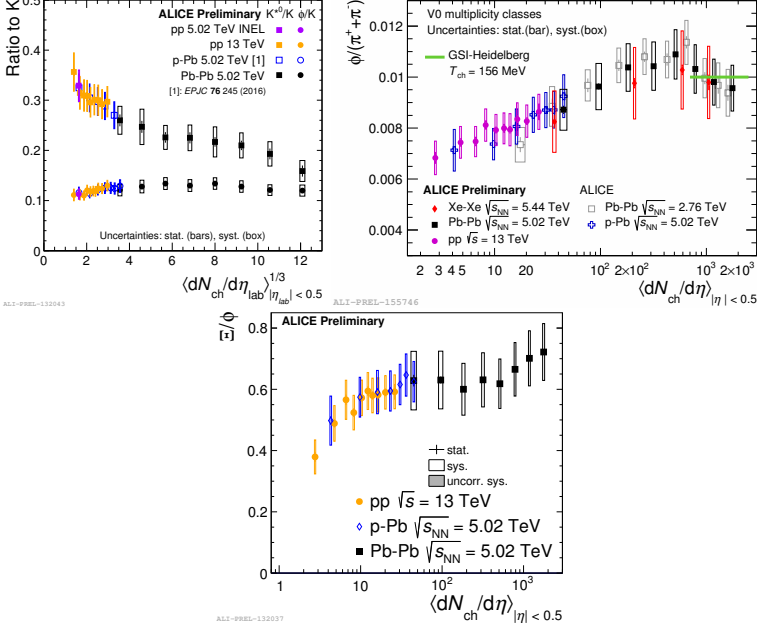 Ratio to K
0.5
0.4
0.3
0.2
0.1
0
ALICE Preliminary K*0/K ϕ/K
pp 5.02 TeV INEL
pp 13 TeV
p-Pb 5.02 TeV [1]
Pb-Pb 5.02 TeV
[1]: EPJC 76 245 (2016)
Uncertainties: stat. (bars), syst. (box)
0 2 4 6 8 10 12
⟨dNch/dηlab⟩1/3|ηlab| < 0.5
ALI-PREL-132043
ϕ/(π++π-)
0.012
0.010
0.008
0.006
0.004
V0 multiplicity classes
Uncertainties: stat.(bar), syst.(box)
GSI-Heidelberg
Tch = 156 MeV
ALICE Preliminary
Xe-Xe √sNN = 5.44 TeV
Pb-Pb √sNN = 5.02 TeV
pp √s = 13 TeV
ALICE
Pb-Pb √sNN = 2.76 TeV
p-Pb √sNN = 5.02 TeV
2 3 4 5 10 20 10² 2×10² 10³ 2×10³
⟨dNch/dη⟩|η| < 0.5
ALI-PREL-155746
Ξ/ϕ
0.8
0.6
0.4
0.2
0
ALICE Preliminary
stat.
sys.
uncorr. sys.
pp √s = 13 TeV
p-Pb √sNN = 5.02 TeV
Pb-Pb √sNN = 5.02 TeV
1 10 10² 10³
⟨dNch/dη⟩|η| < 0.5
ALI-PREL-132037